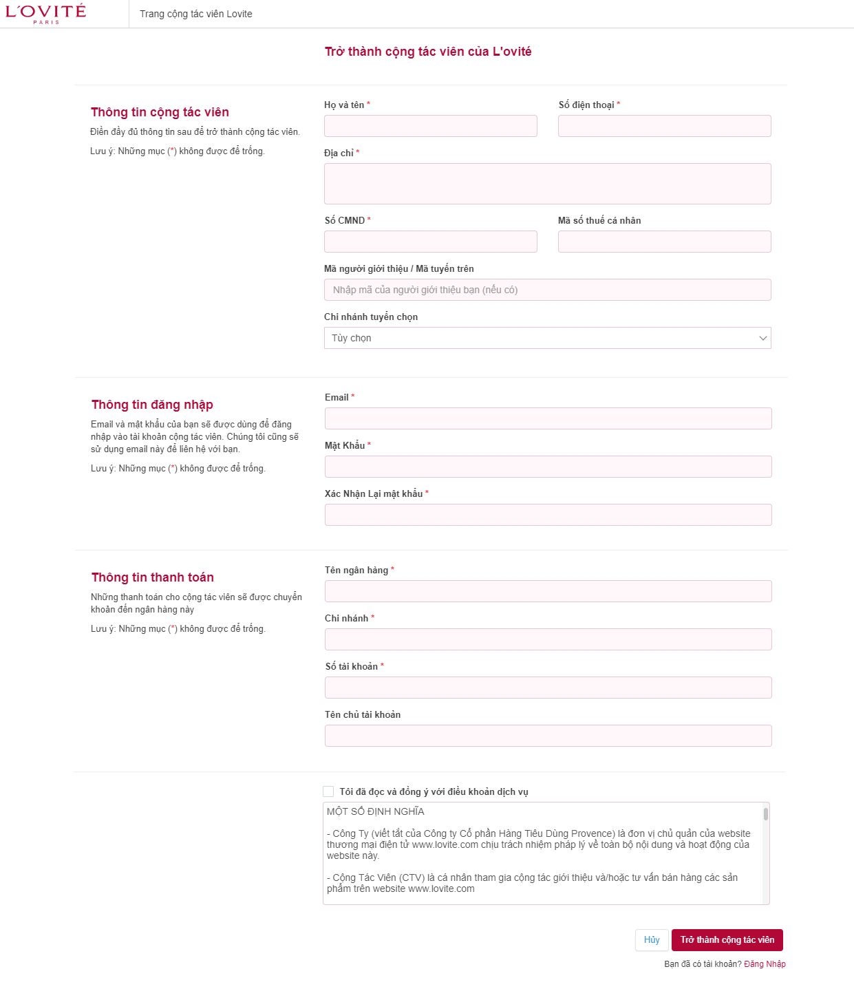 L'OVITÉ
PARIS
Trang cộng tác viên Lovite
Trở thành cộng tác viên của L'ovité
Thông tin cộng tác viên
Điền đầy đủ thông tin sau để trở thành cộng tác viên.
Lưu ý: Những mục (*) không được để trống.
Họ và tên *
Số điện thoại *
Địa chỉ *
Số CMND *
Mã số thuế cá nhân
Mã người giới thiệu / Mã tuyến trên
Nhập mã của người giới thiệu bạn (nếu có)
Chi nhánh tuyển chọn
Tùy chọn
Thông tin đăng nhập
Email và mật khẩu của bạn sẽ được dùng để đăng
nhập vào tài khoản cộng tác viên. Chúng tôi cũng sẽ
sử dụng email này để liên hệ với bạn.
Lưu ý: Những mục (*) không được để trống.
Email *
Mật Khẩu *
Xác Nhận Lại mật khẩu *
Thông tin thanh toán
Những thanh toán cho cộng tác viên sẽ được chuyển
khoản đến ngân hàng này
Lưu ý: Những mục (*) không được để trống.
Tên ngân hàng *
Chi nhánh *
Số tài khoản *
Tên chủ tài khoản
Tôi đã đọc và đồng ý với điều khoản dịch vụ
MỘT SỐ ĐỊNH NGHĨA
- Công Ty (viết tắt của Công ty Cổ phần Hàng Tiêu Dùng Provence) là đơn vị chủ quản của website
thương mại điện tử www.lovite.com chịu trách nhiệm pháp lý về toàn bộ nội dung và hoạt động của
website này.
- Cộng Tác Viên (CTV) là cá nhân tham gia cộng tác giới thiệu và/hoặc tư vấn bán hàng các sản
phẩm trên website www.lovite.com
Hủy
Trở thành cộng tác viên
Bạn đã có tài khoản? Đăng Nhập